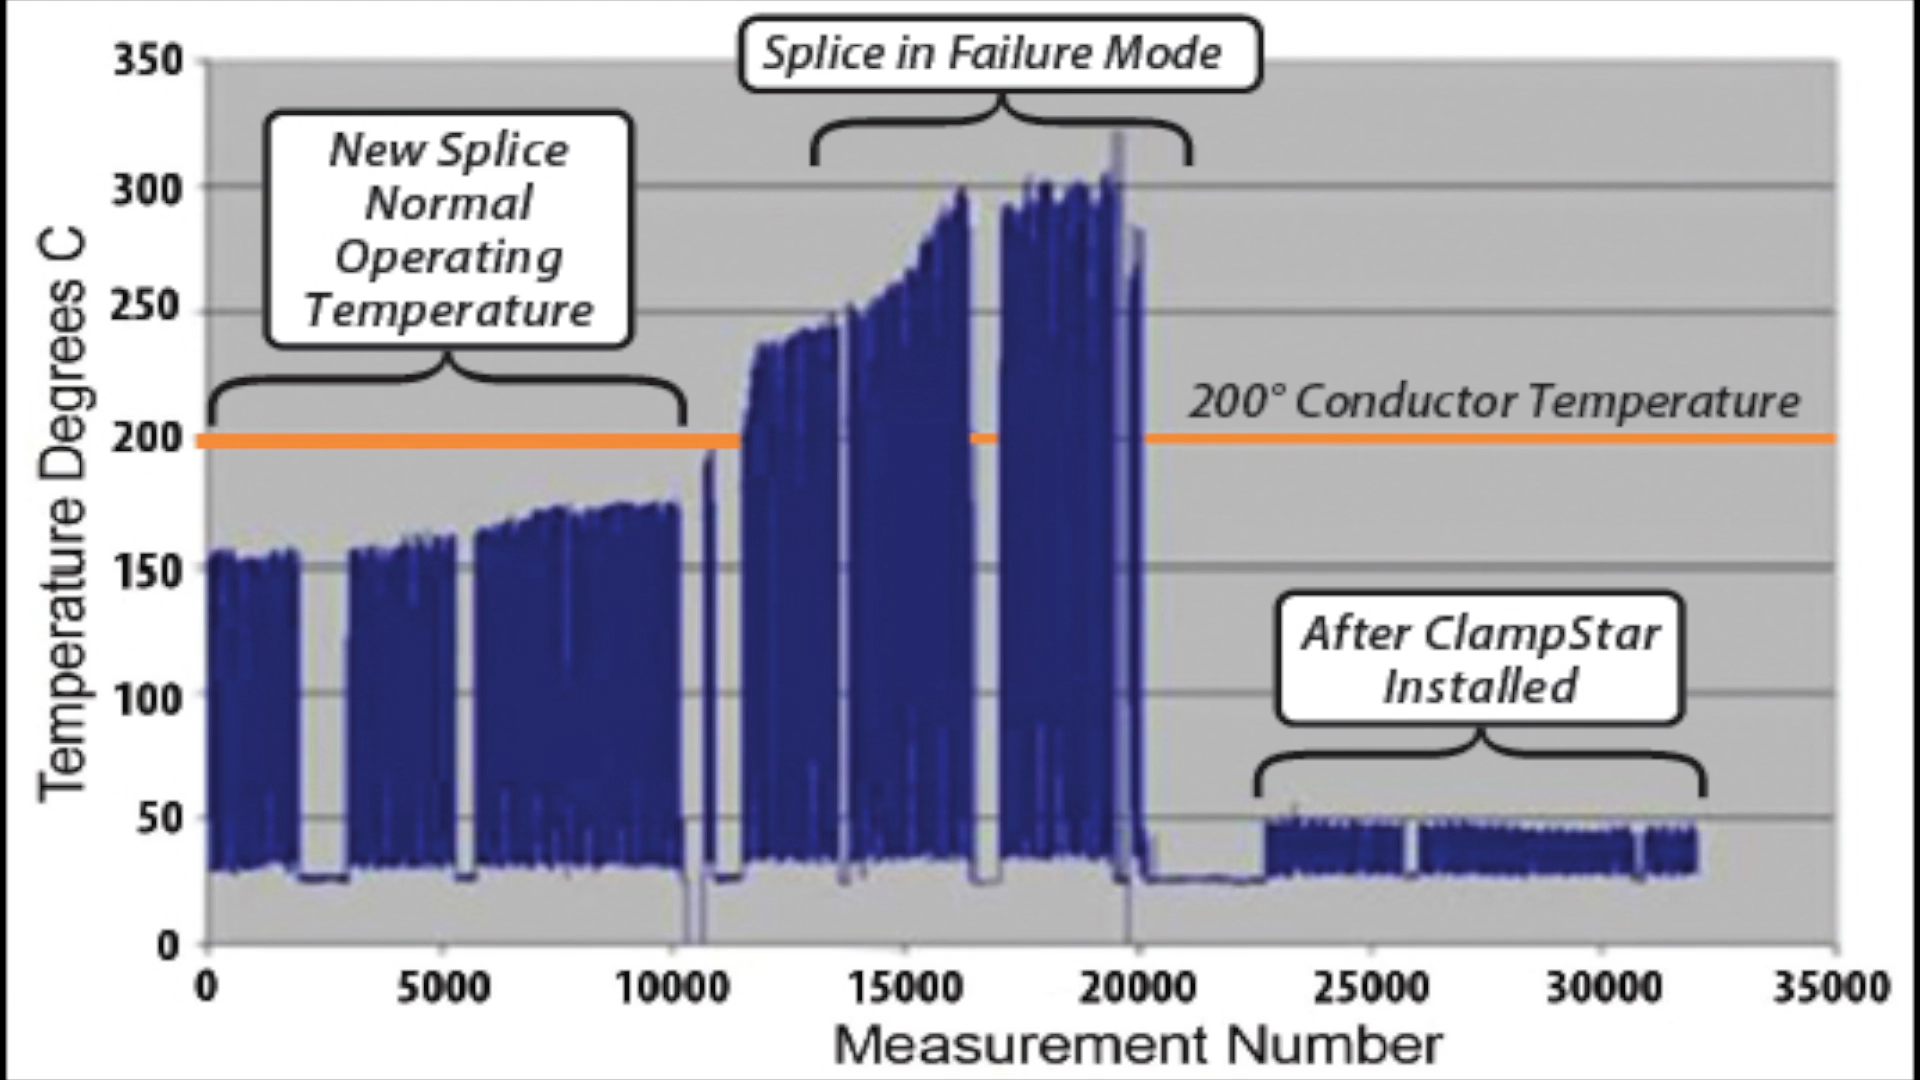 Splice in Failure Mode
New Splice
Normal
Operating
Temperature
200° Conductor Temperature
After ClampStar
Installed
Temperature Degrees C
350
300
250
200
150
100
50
0
0 5000 10000 15000 20000 25000 30000 35000
Measurement Number